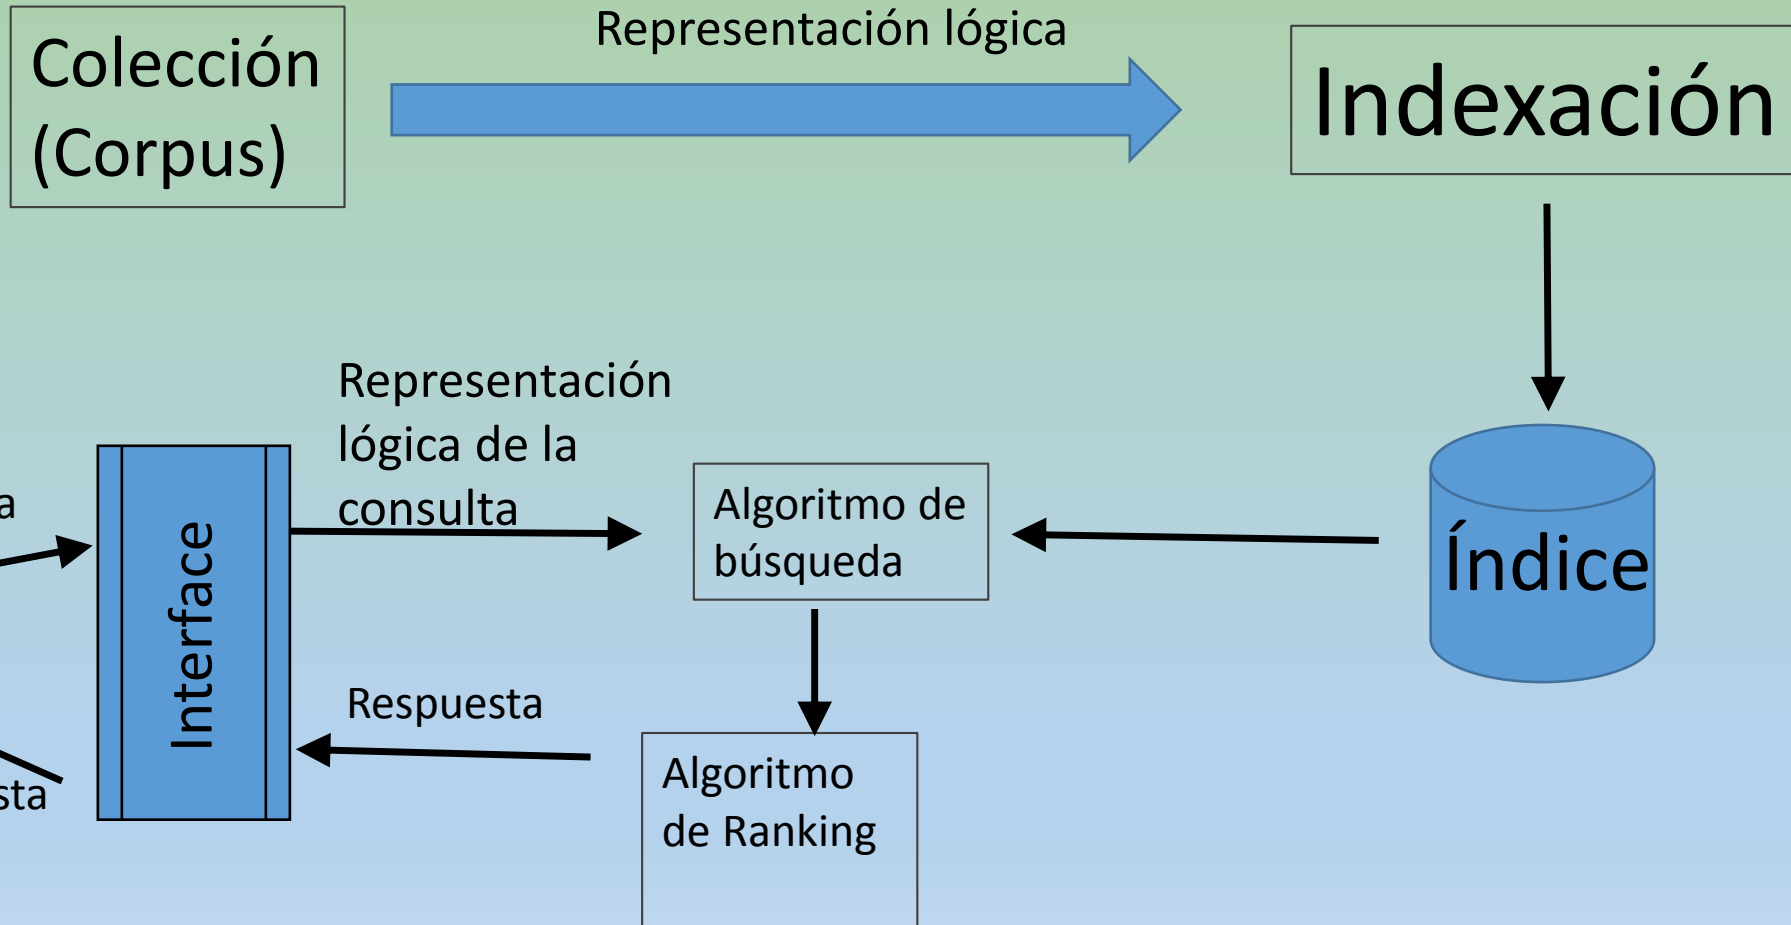 Representación lógica
Colección
(Corpus)
Indexación
Representación
lógica de la
consulta
a
Algoritmo de
búsqueda
Índice
Interface
Respuesta
sta
Algoritmo
de Ranking